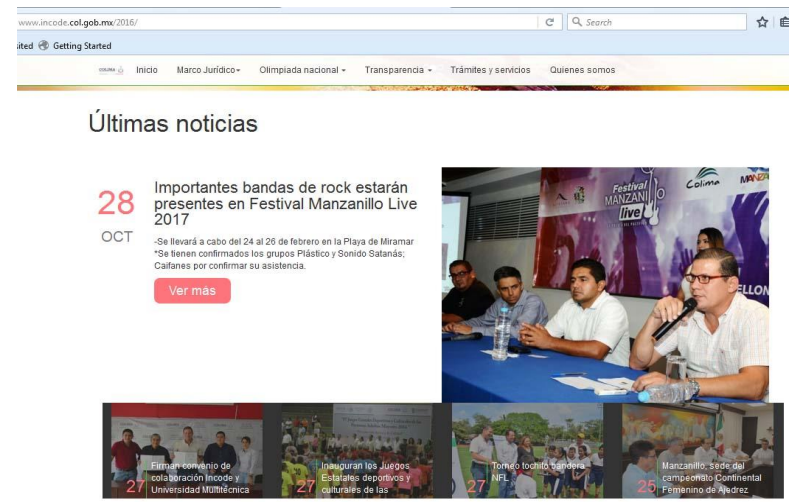 www.incode.col.gob.mx/2016/
Search
sited Getting Started
Inicio Marco Jurídico Olimpiada nacional Transparencia Trámites y servicios Quienes somos
Últimas noticias
28
OCT
Importantes bandas de rock estarán
presentes en Festival Manzanillo Live
2017
-Se llevará a cabo del 24 al 26 de febrero en la Playa de Miramar
*Se tienen confirmados los grupos Plástico y Sonido Satanás;
Caifanes por confirmar su asistencia.
Ver más
Festival
MANZANILLO
live
Colima
MANZA
ELLON
27
Firman convenio de
colaboración Incode y
Universidad Multitécnica
27
Inauguran los Juegos
Estatales deportivos y
culturales de las
27
Torneo tochito bandera
NFL
25
Manzanillo, sede del
campeonato Continental
Femenino de Ajedrez